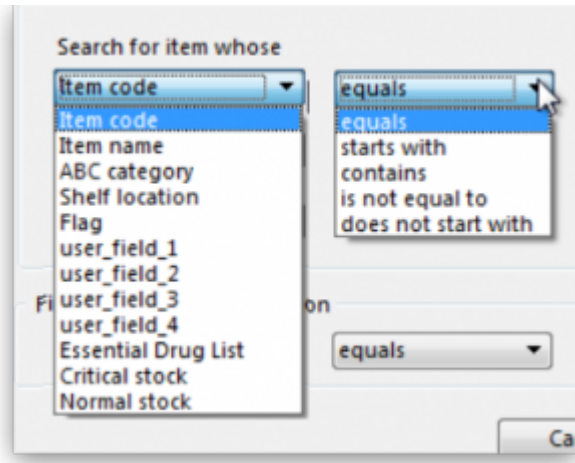 Search for item whose
Item code
equals
Item code
Item name
ABC category
Shelf location
Flag
user_field_1
user_field_2
user_field_3
user_field_4
Essential Drug List
Critical stock
Normal stock
equals
starts with
contains
is not equal to
does not start with
Fi
on
equals
Ca